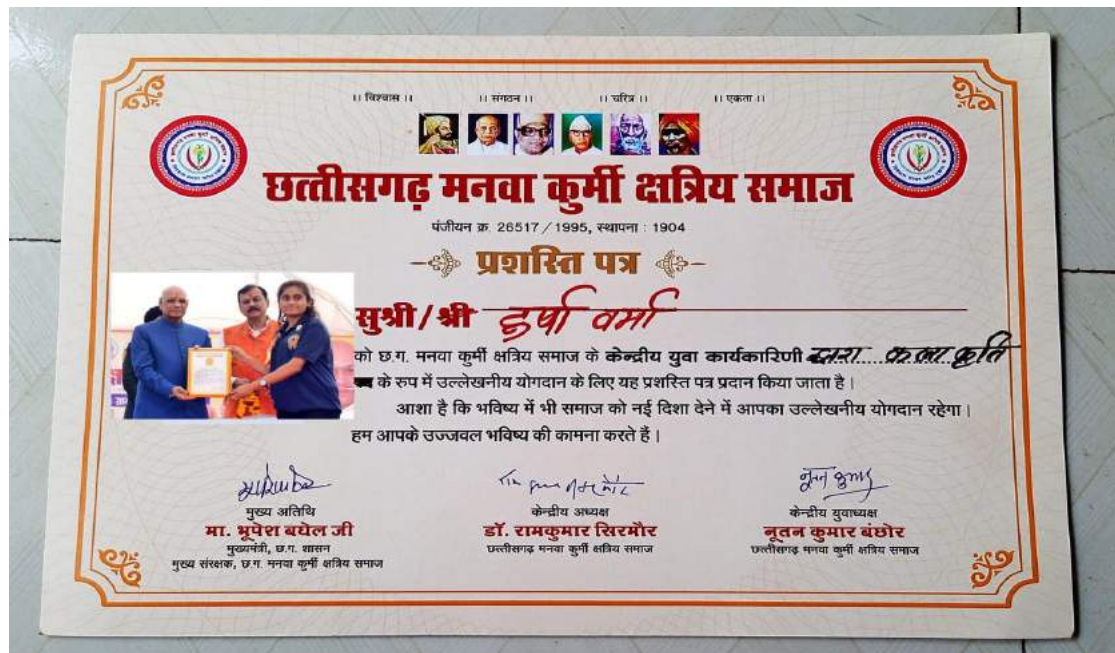 ।। विश्वास ।। ।। संगठन ।। ।। चरित्र ।। ।। एकता ।।
छत्तीसगढ़ मनवा कुर्मी क्षत्रिय समाज
पंजीयन क्र. 26517/1995, स्थापना : 1904
प्रशस्ति पत्र
सुश्री/श्री हर्षा वर्मा
को छ.ग. मनवा कुर्मी क्षत्रिय समाज के केन्द्रीय युवा कार्यकारिणी द्वारा कला कृति
के रुप में उल्लेखनीय योगदान के लिए यह प्रशस्ति पत्र प्रदान किया जाता है।
आशा है कि भविष्य में भी समाज को नई दिशा देने में आपका उल्लेखनीय योगदान रहेगा।
हम आपके उज्जवल भविष्य की कामना करते हैं।
मुख्य अतिथि
मा. भूपेश बघेल जी
मुख्यमंत्री, छ.ग. शासन
मुख्य संरक्षक, छ.ग. मनवा कुर्मी क्षत्रिय समाज
केन्द्रीय अध्यक्ष
डॉ. रामकुमार सिरमौर
छत्तीसगढ़ मनवा कुर्मी क्षत्रिय समाज
नूतन कुमार
केन्द्रीय युवाध्यक्ष
नूतन कुमार बंछोर
छत्तीसगढ़ मनवा कुर्मी क्षत्रिय समाज